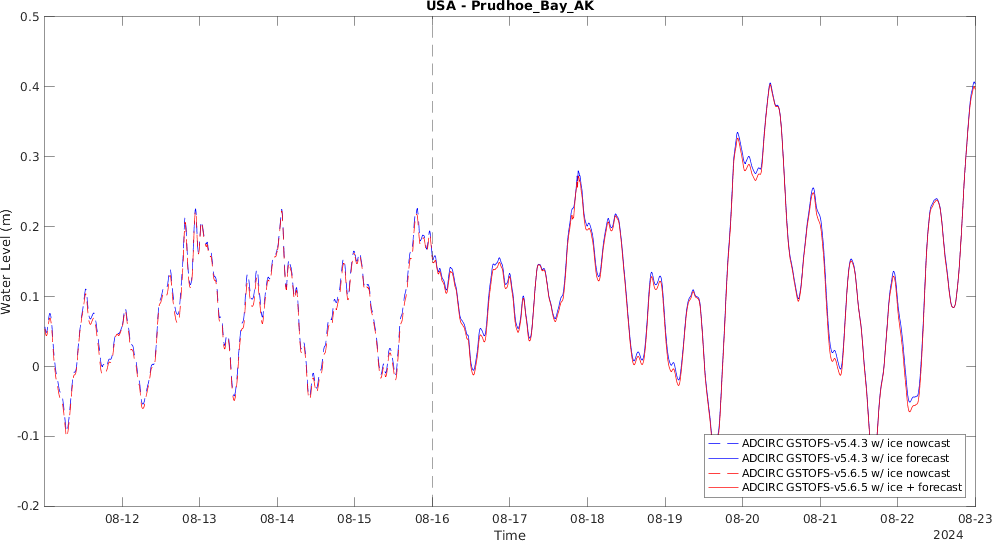 USA - Prudhoe_Bay_AK
0.5
0.4
0.3
0.2
0.1
0
-0.1
-0.2
Water Level (m)
ADCIRC GSTOFS-v5.4.3 w/ ice nowcast
ADCIRC GSTOFS-v5.4.3 w/ ice forecast
ADCIRC GSTOFS-v5.6.5 w/ ice nowcast
ADCIRC GSTOFS-v5.6.5 w/ ice + forecast
08-12 08-13 08-14 08-15 08-16 08-17 08-18 08-19 08-20 08-21 08-22 08-23
Time
2024